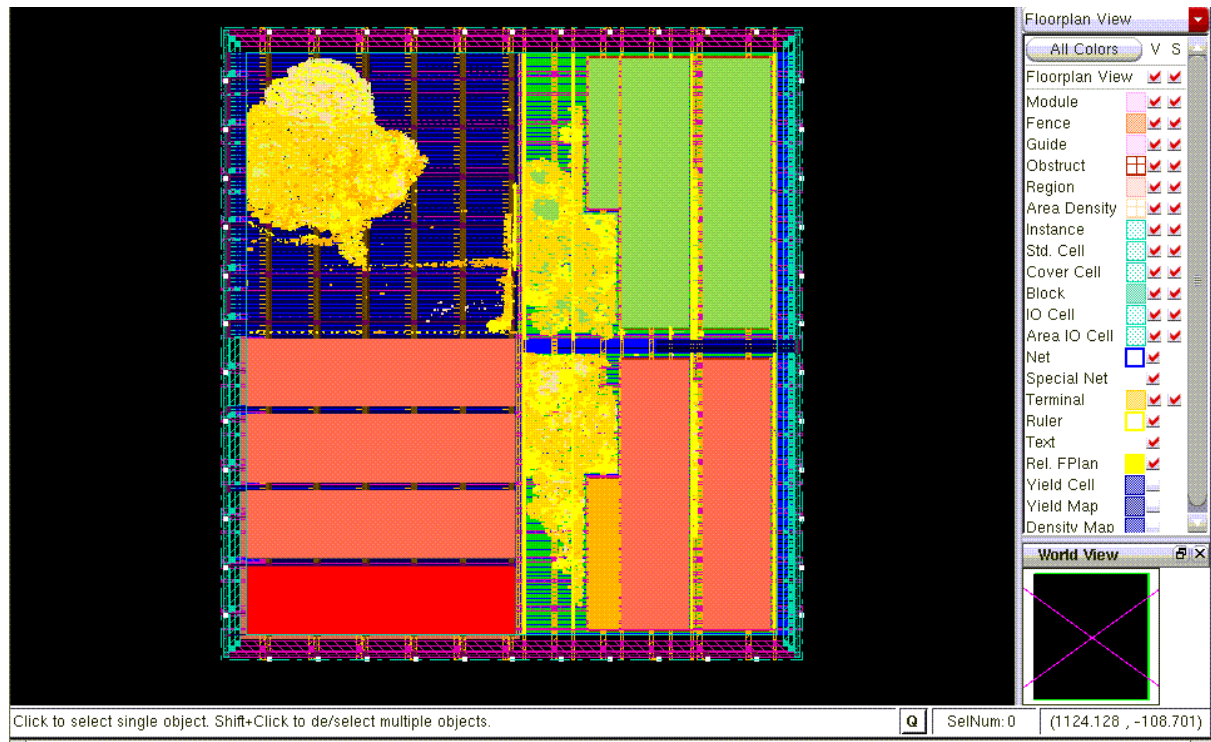 Floorplan View
All Colors V S
Floorplan View
Module
Fence
Guide
Obstruct
Region
Area Density
Instance
Std. Cell
Cover Cell
Block
IO Cell
Area IO Cell
Net
Special Net
Terminal
Ruler
Text
Rel. FPlan
Yield Cell
Yield Map
Density Map
World View
Click to select single object. Shift+Click to de/select multiple objects.
Q
SelNum: 0
(1124.128 , -108.701)